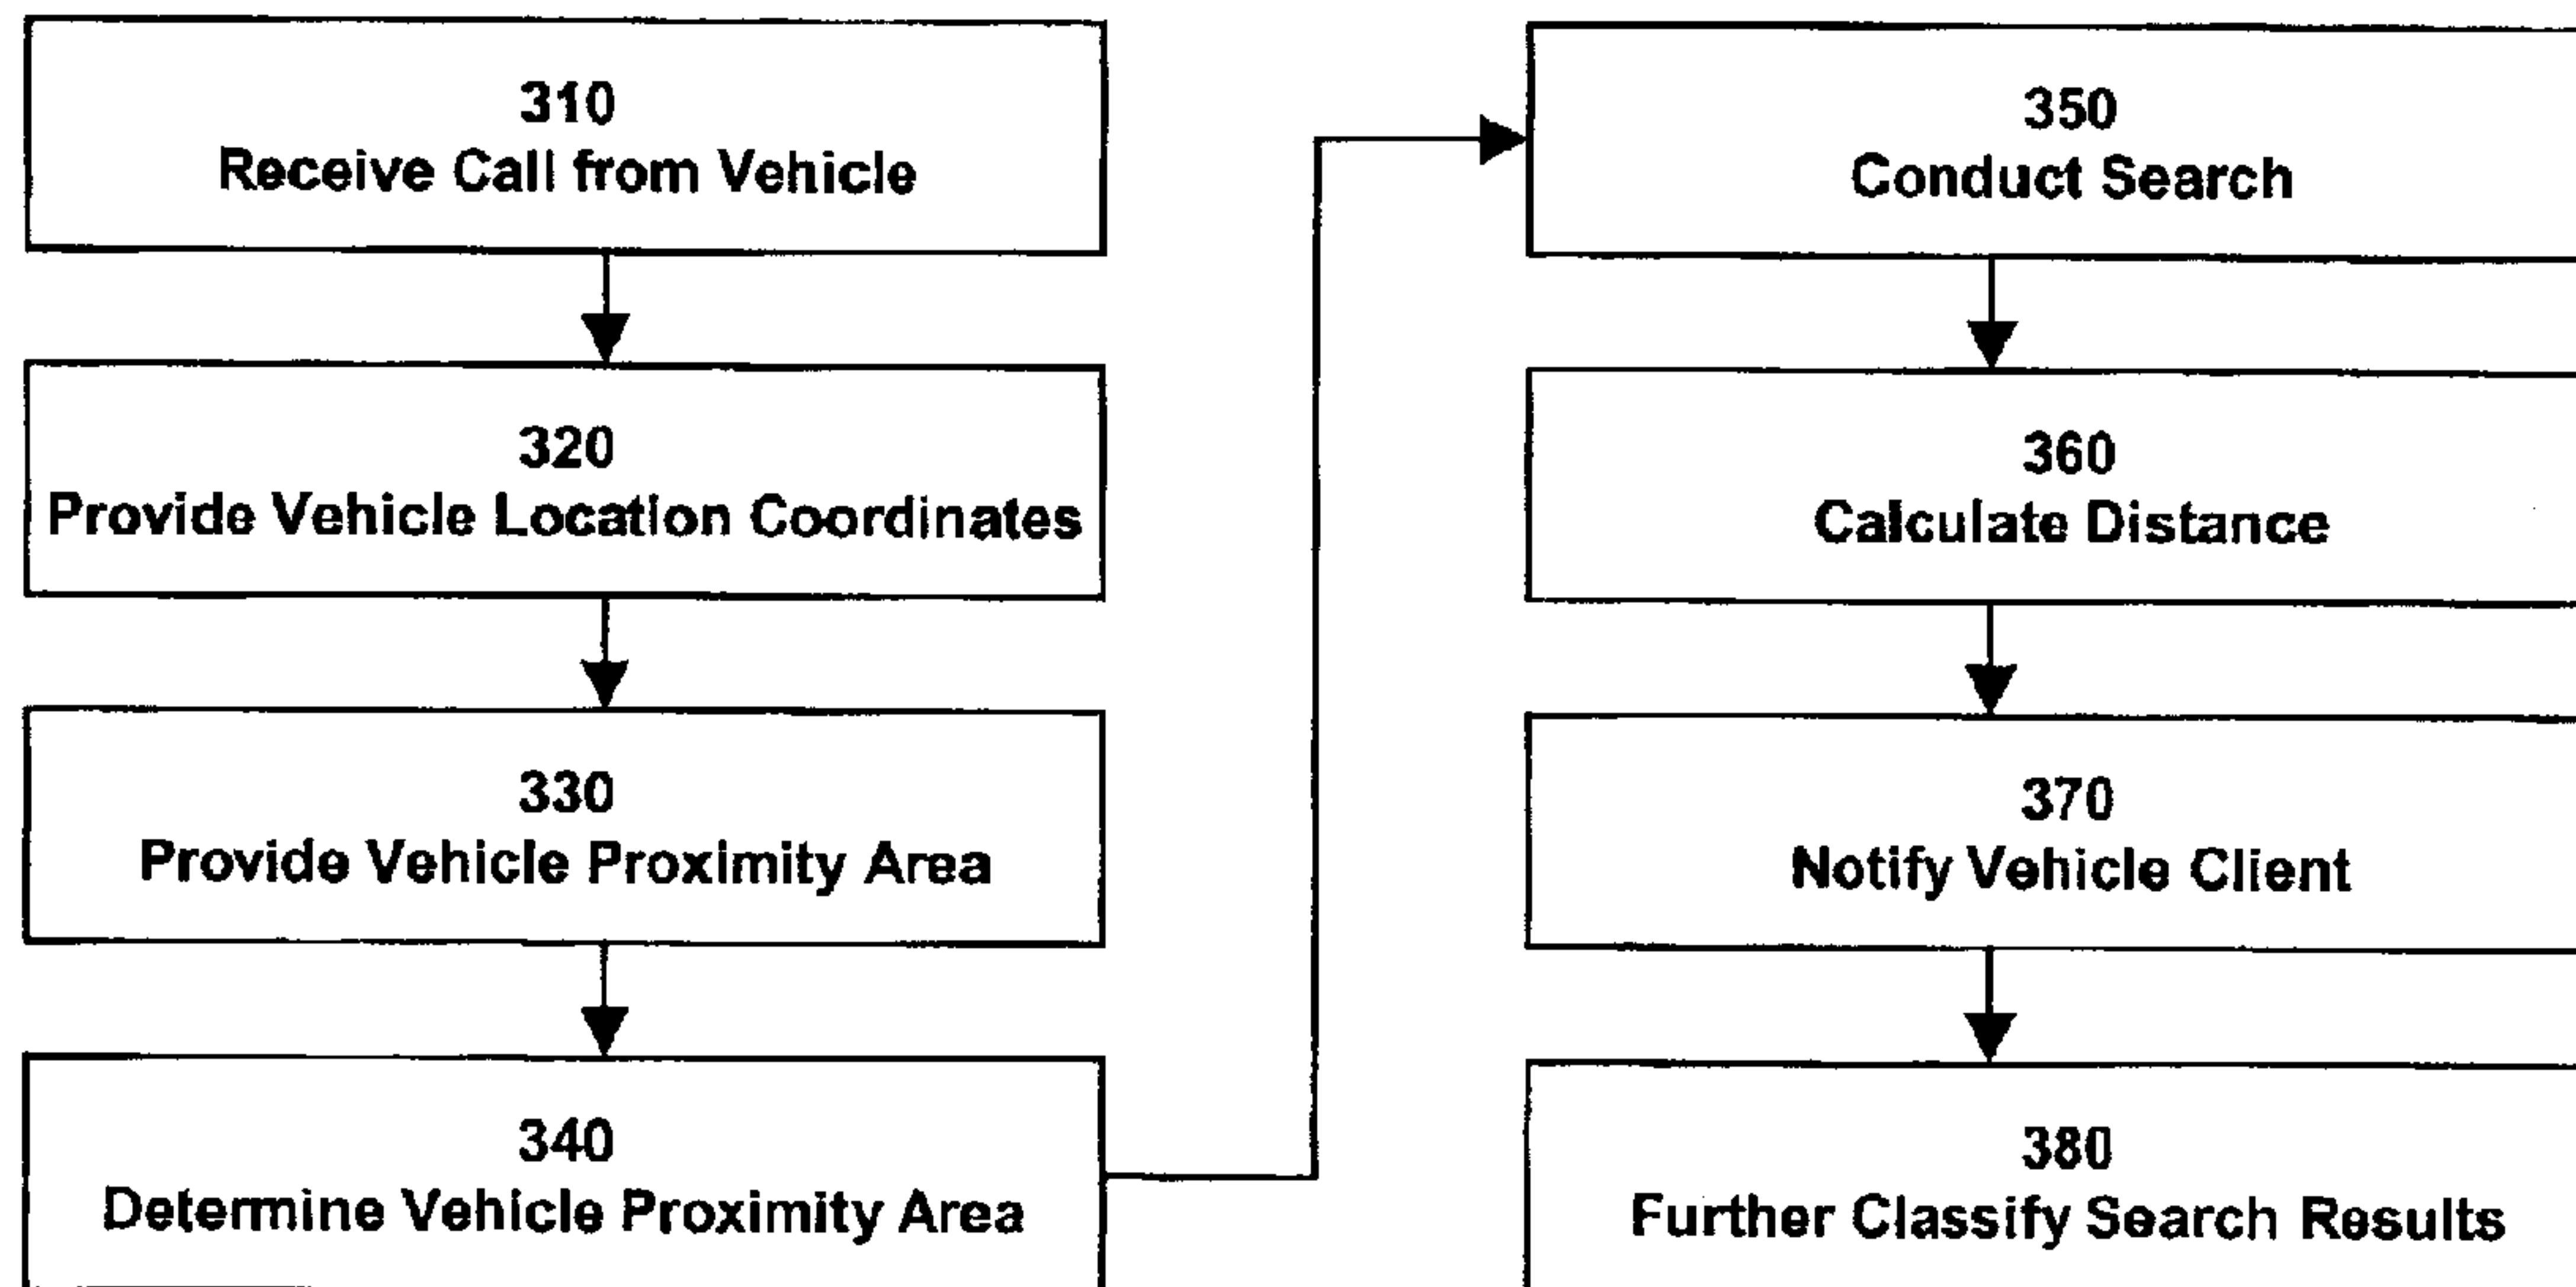 310
Receive Call from Vehicle
320
Provide Vehicle Location Coordinates
330
Provide Vehicle Proximity Area
340
Determine Vehicle Proximity Area
350
Conduct Search
360
Calculate Distance
370
Notify Vehicle Client
380
Further Classify Search Results